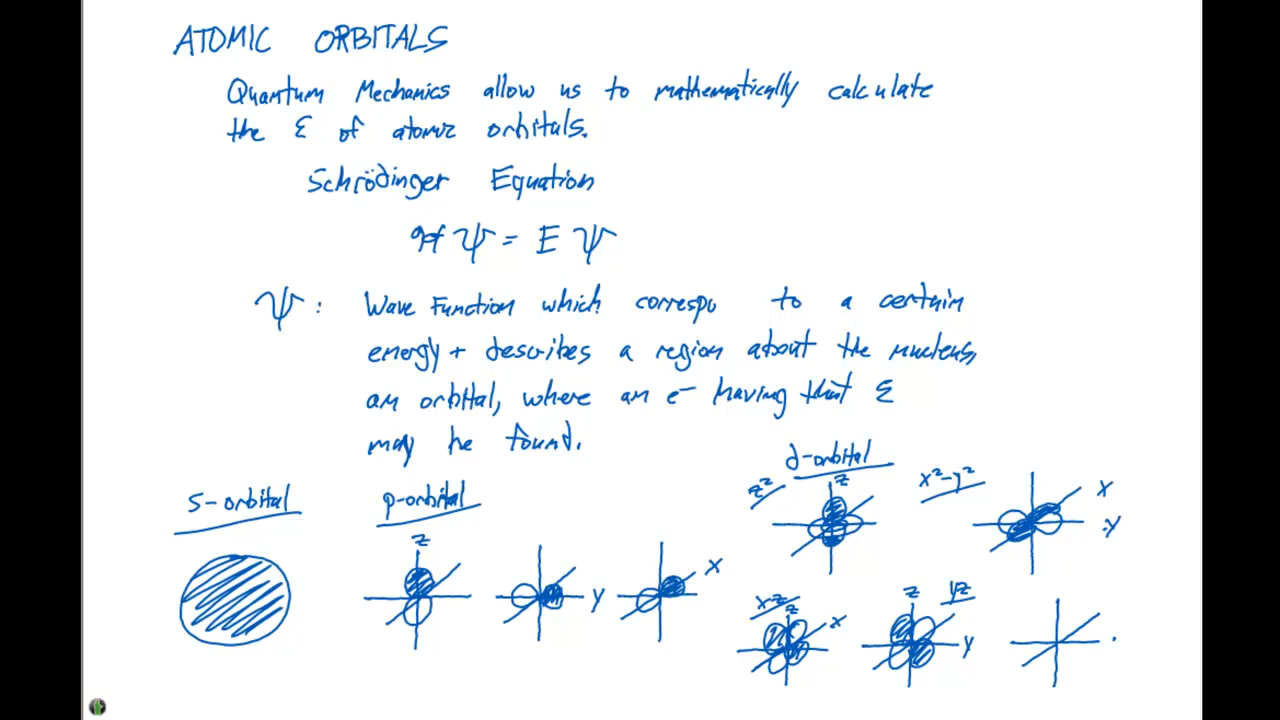 ATOMIC ORBITALS
Quantum Mechanics allow us to mathematically calculate
the ε of atomic orbitals.
Schrödinger Equation
ℋ Ψ = E Ψ
Ψ : Wave Function which correspo to a certain
energy + describes a region about the nucleus,
an orbital, where an e⁻ having that ε
may be found.
s-orbital
p-orbital
z
y
x
d-orbital
z²
z
x²-y²
x
y
xz
z
x
z
yz
y